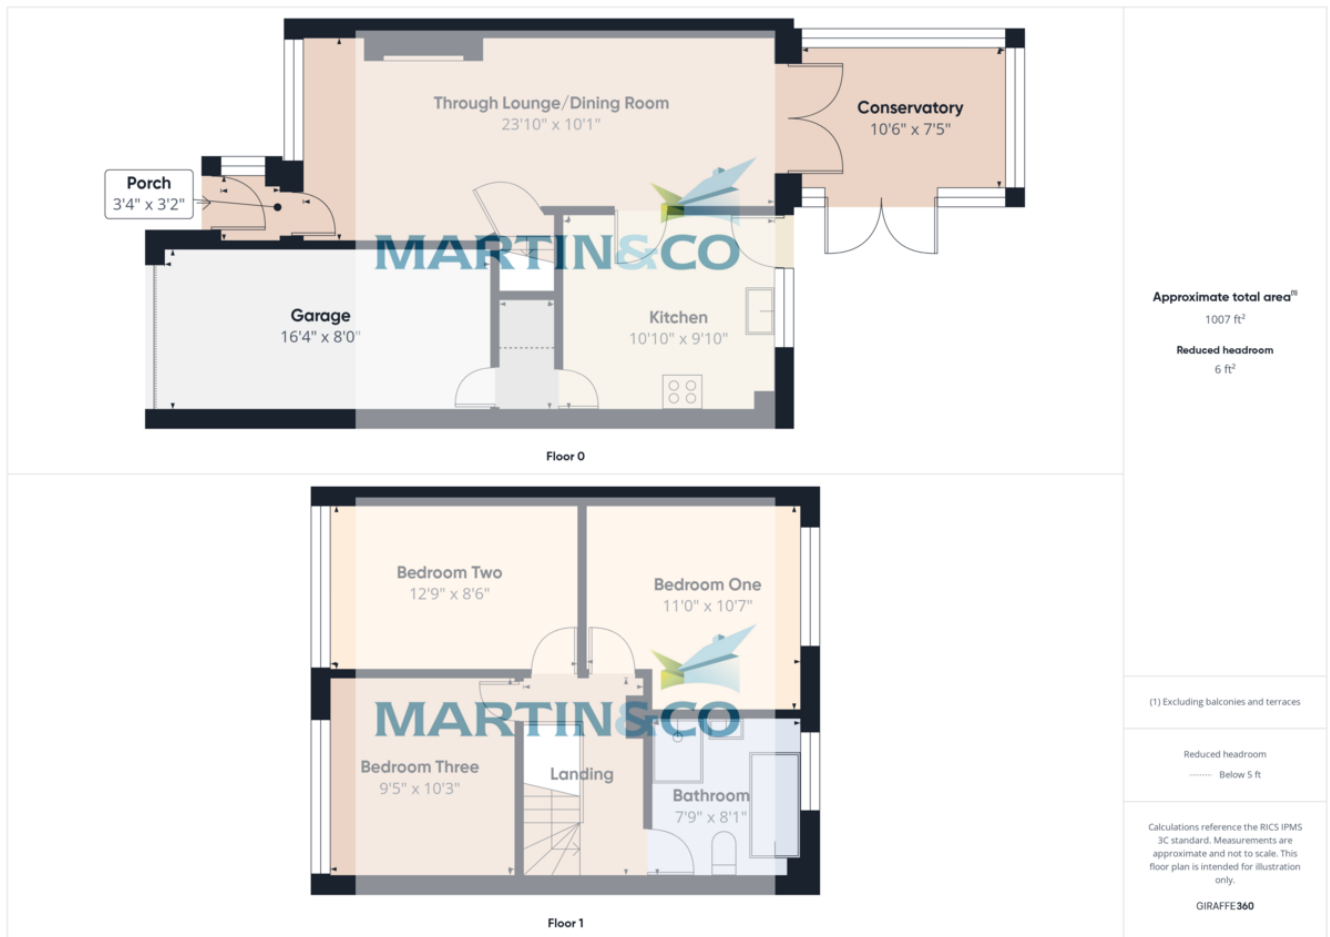 Through Lounge/Dining Room
23'10" x 10'1"
Conservatory
10'6" x 7'5"
Porch
3'4" x 3'2"
MARTIN&CO
Garage
16'4" x 8'0"
Kitchen
10'10" x 9'10"
Floor 0
Approximate total area(1)
1007 ft²
Reduced headroom
6 ft²
Bedroom Two
12'9" x 8'6"
Bedroom One
11'0" x 10'7"
MARTIN&CO
Bedroom Three
9'5" x 10'3"
Landing
Bathroom
7'9" x 8'1"
Floor 1
(1) Excluding balconies and terraces
Reduced headroom
Below 5 ft
Calculations reference the RICS IPMS
3C standard. Measurements are
approximate and not to scale. This
floor plan is intended for illustration
only.
GIRAFFE360